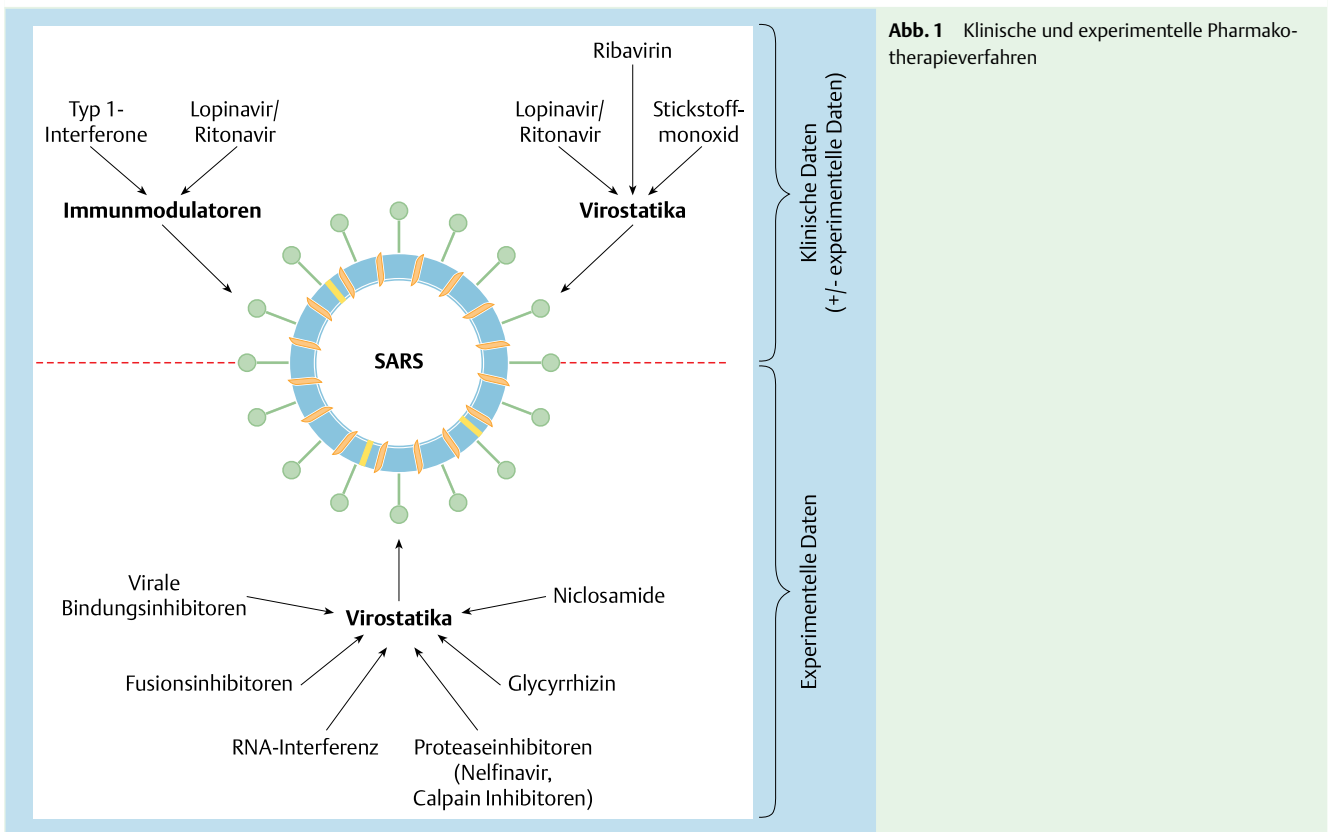 Abb. 1 Klinische und experimentelle Pharmako-
therapieverfahren
Ribavirin
Typ 1-
Interferone
Lopinavir/
Ritonavir
Lopinavir/
Ritonavir
Stickstoff-
monoxid
Immunmodulatoren
Virostatika
Klinische Daten
(+/- experimentelle Daten)
SARS
Experimentelle Daten
Virale
Bindungsinhibitoren
Niclosamide
Virostatika
Fusionsinhibitoren
Glycyrrhizin
RNA-Interferenz
Proteaseinhibitoren
(Nelfinavir,
Calpain Inhibitoren)